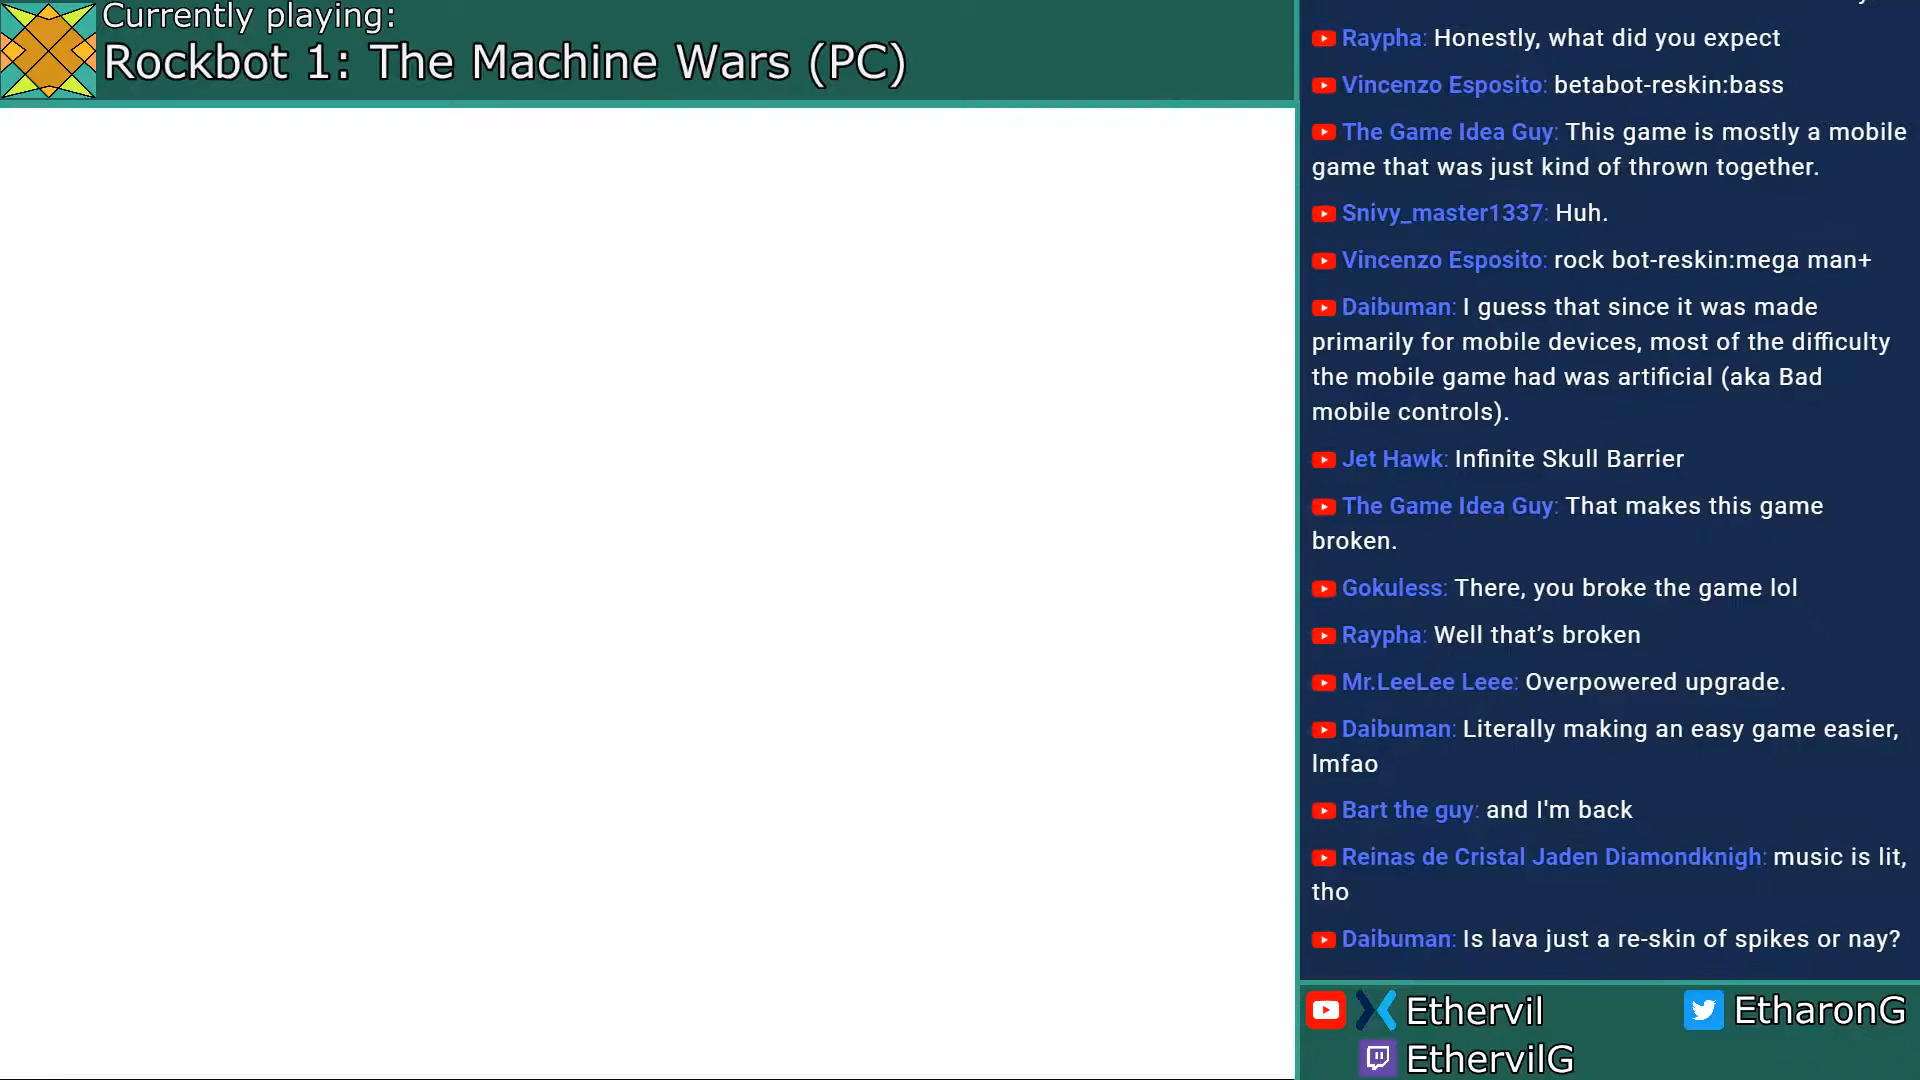 Currently playing:
Rockbot 1: The Machine Wars (PC)
Raypha: Honestly, what did you expect
Vincenzo Esposito: betabot-reskin:bass
The Game Idea Guy: This game is mostly a mobile
game that was just kind of thrown together.
Snivy_master1337: Huh.
Vincenzo Esposito: rock bot-reskin:mega man+
Daibuman: I guess that since it was made
primarily for mobile devices, most of the difficulty
the mobile game had was artificial (aka Bad
mobile controls).
Jet Hawk: Infinite Skull Barrier
The Game Idea Guy: That makes this game
broken.
Gokuless: There, you broke the game lol
Raypha: Well that’s broken
Mr.LeeLee Leee: Overpowered upgrade.
Daibuman: Literally making an easy game easier,
lmfao
Bart the guy: and I'm back
Reinas de Cristal Jaden Diamondknigh: music is lit,
tho
Daibuman: Is lava just a re-skin of spikes or nay?
Ethervil
EtharonG
EthervilG